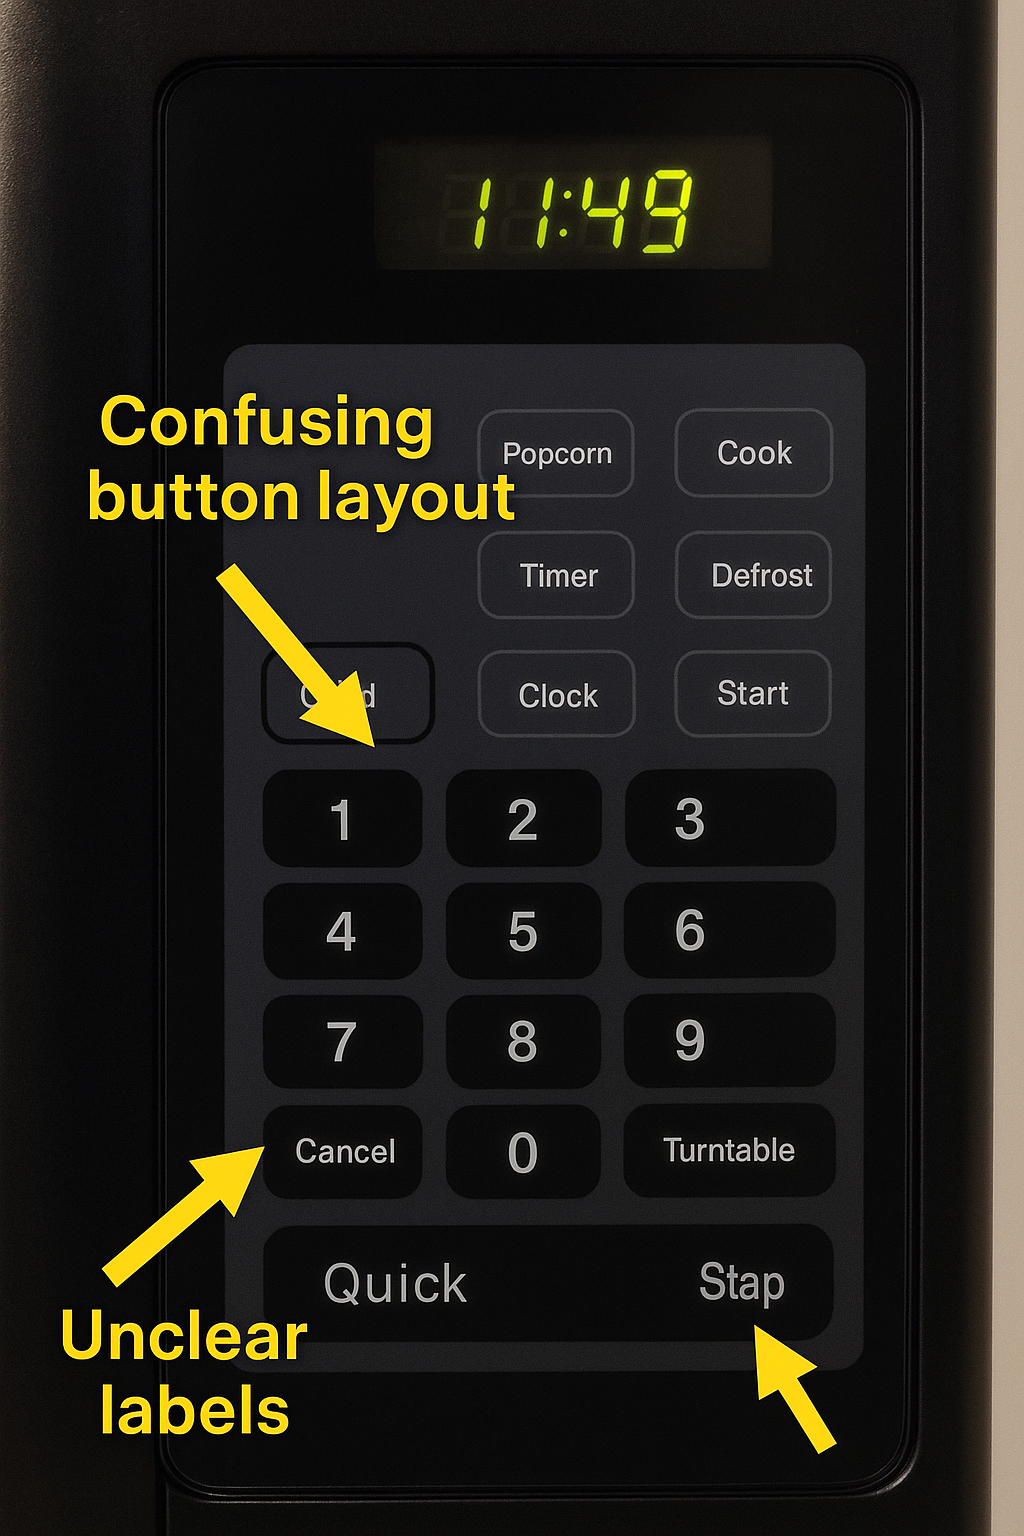 11:49
Confusing
button layout
Popcorn
Cook
Timer
Defrost
Clock
Start
1
2
3
4
5
6
7
8
9
Cancel
0
Turntable
Quick
Stap
Unclear
labels